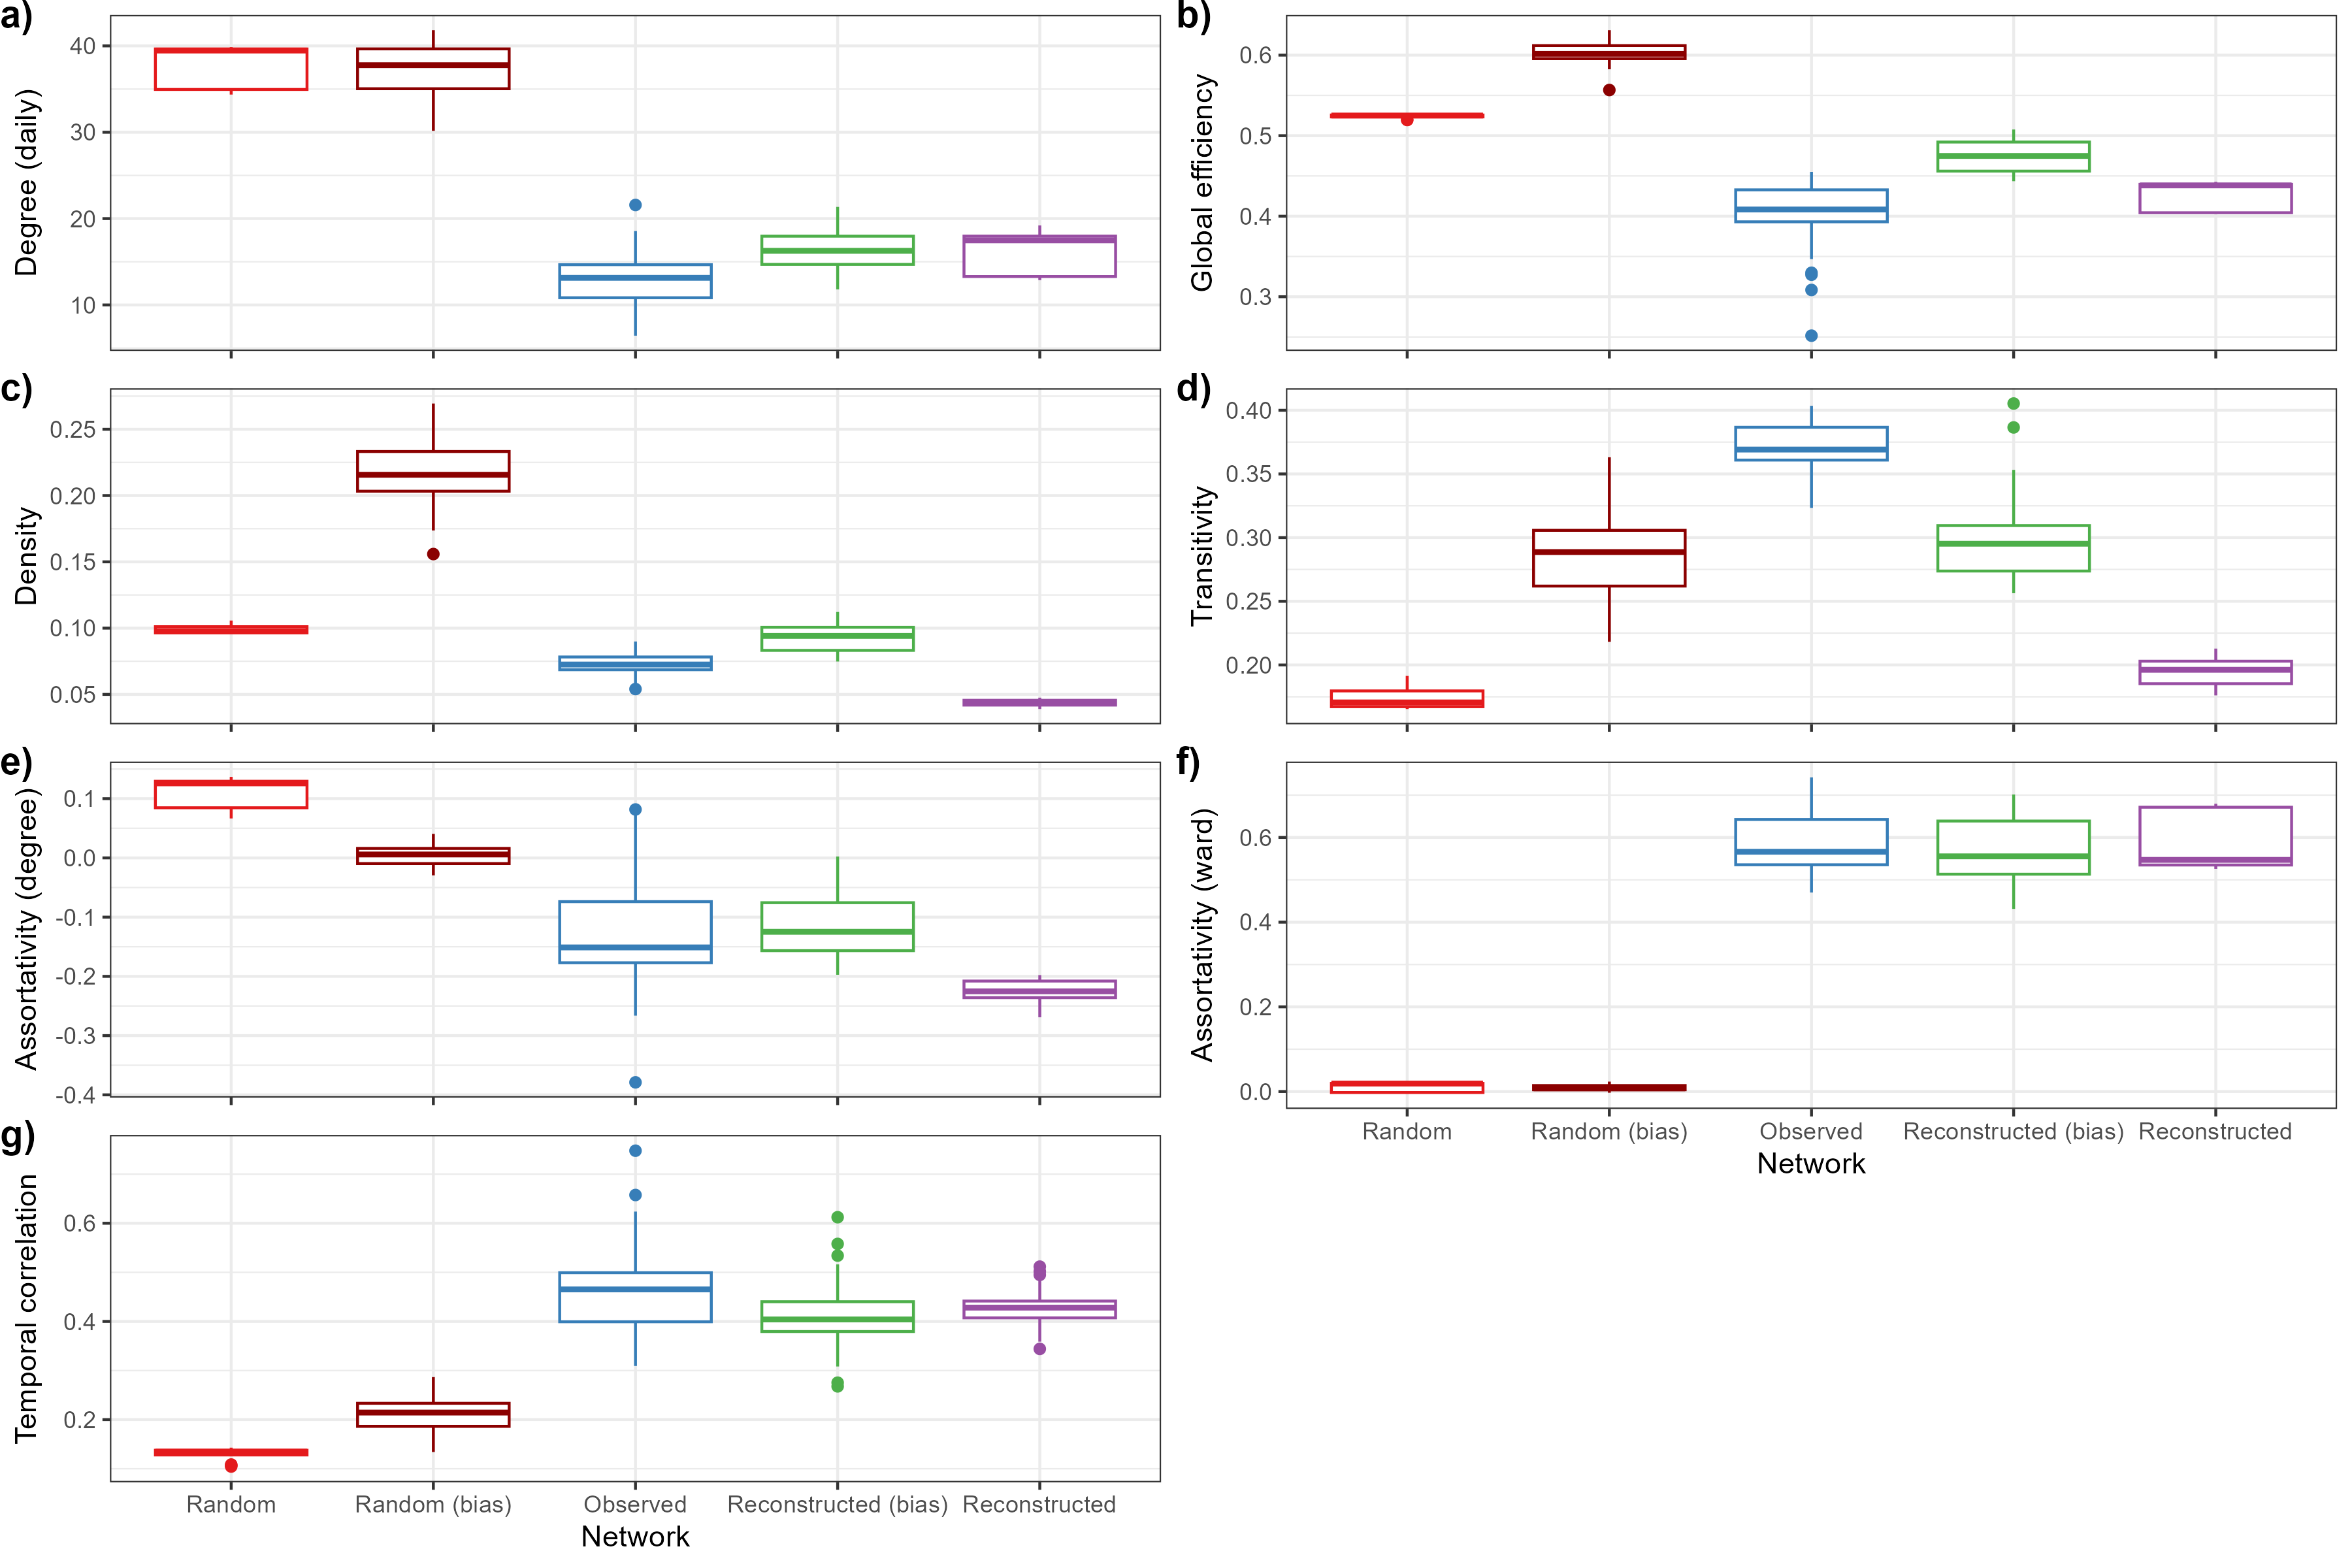 a)
Degree (daily)
40
30
20
10
b)
Global efficiency
0.6
0.5
0.4
0.3
c)
Density
0.25
0.20
0.15
0.10
0.05
d)
Transitivity
0.40
0.35
0.30
0.25
0.20
e)
Assortativity (degree)
0.1
0.0
-0.1
-0.2
-0.3
-0.4
f)
Assortativity (ward)
0.6
0.4
0.2
0.0
Random Random (bias) Observed Reconstructed (bias) Reconstructed
Network
g)
Temporal correlation
0.6
0.4
0.2
Random Random (bias) Observed Reconstructed (bias) Reconstructed
Network